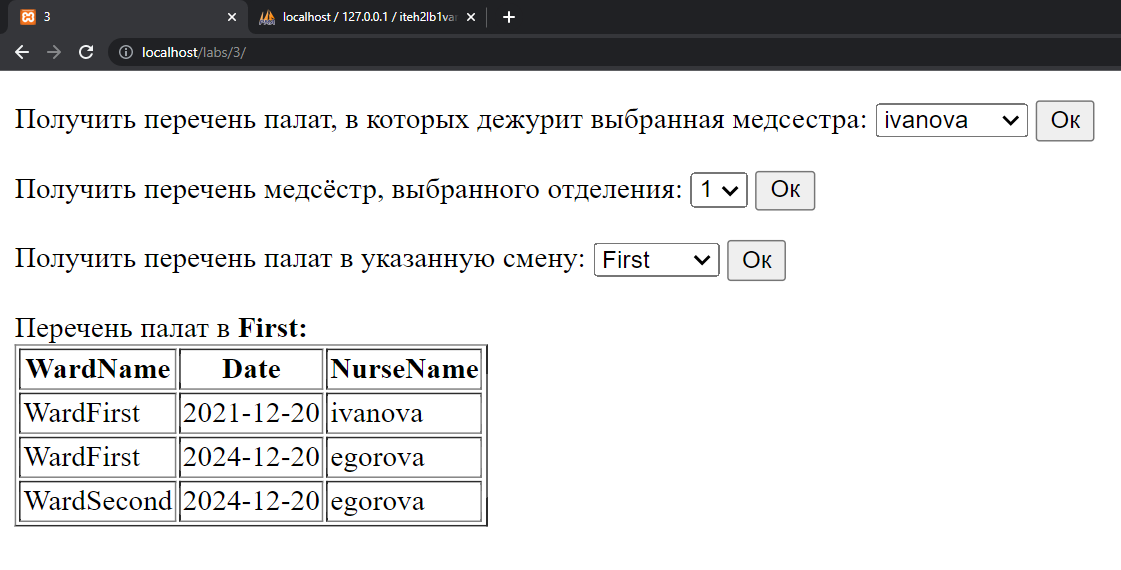 3
localhost / 127.0.0.1 / iteh2lb1var
localhost/labs/3/
Получить перечень палат, в которых дежурит выбранная медсестра: ivanova Ок
Получить перечень медсёстр, выбранного отделения: 1 Ок
Получить перечень палат в указанную смену: First Ок
Перечень палат в First:
WardName Date NurseName
WardFirst 2021-12-20 ivanova
WardFirst 2024-12-20 egorova
WardSecond 2024-12-20 egorova